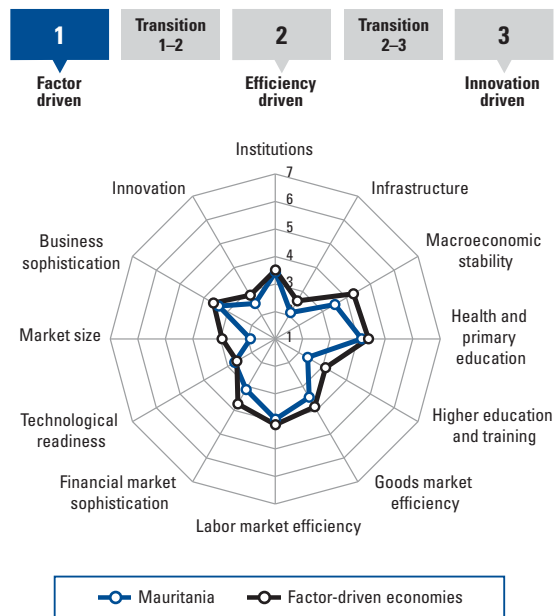 1
Transition
1–2
2
Transition
2–3
3
Factor
driven
Efficiency
driven
Innovation
driven
Institutions
7
6
5
4
3
2
1
Infrastructure
Macroeconomic
stability
Health and
primary
education
Higher education
and training
Goods market
efficiency
Labor market efficiency
Financial market
sophistication
Technological
readiness
Market size
Business
sophistication
Innovation
Mauritania
Factor-driven economies